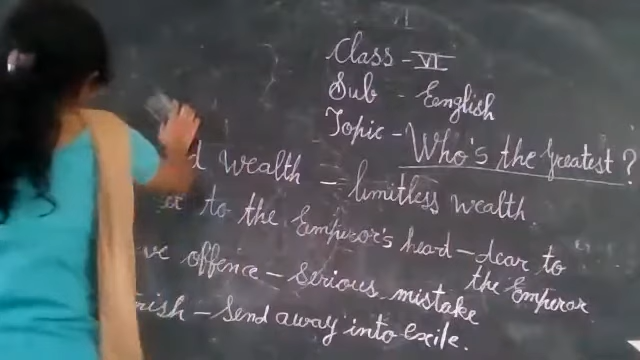 Class - VI
Sub - English
Topic - Who's the Greatest?
d wealth - limitless wealth.
to the Emperor's heard - dear to the Emperor
ve offence - serious mistake
rish - send away into exile.